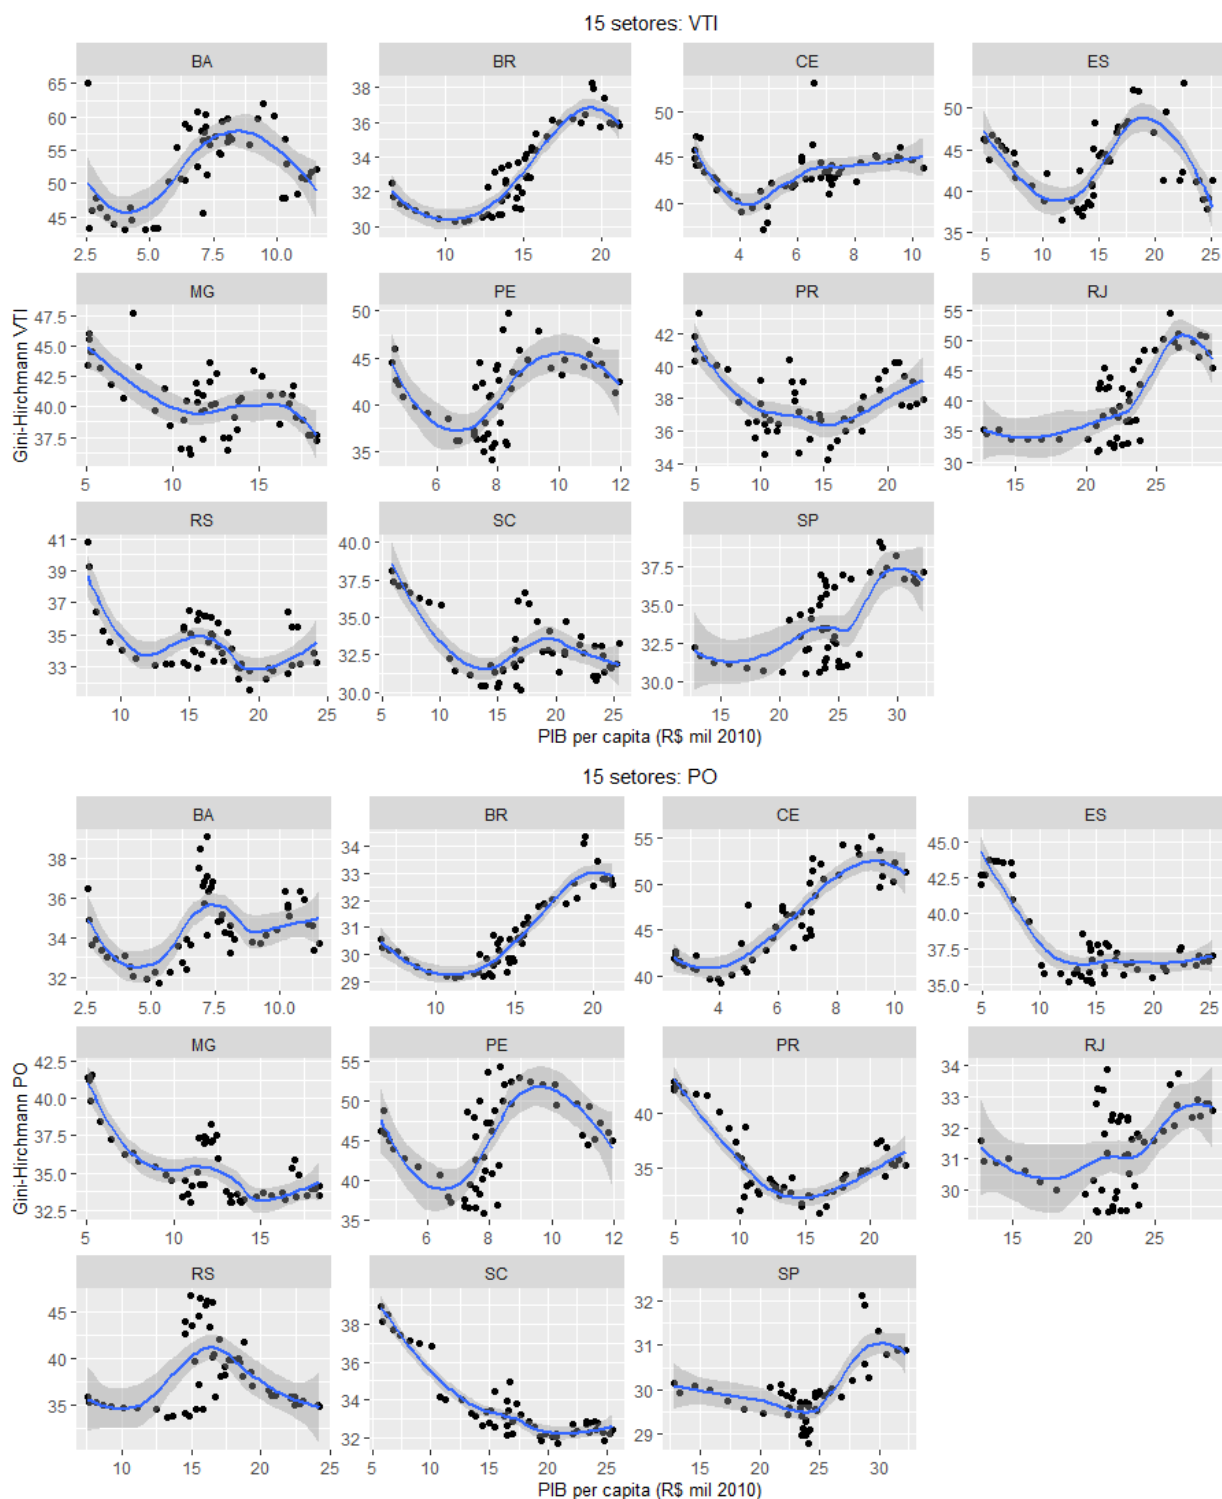 15 setores: VTI
BA BR CE ES
65 60 55 50 45
38 36 34 32 30
50 45 40
50 45 40 35
2.5 5.0 7.5 10.0
10 15 20
4 6 8 10
5 10 15 20 25
MG PE PR RJ
47.5 45.0 42.5 40.0 37.5
50 45 40 35
42 40 38 36 34
55 50 45 40 35 30
5 10 15
6 8 10 12
5 10 15 20
15 20 25
RS SC SP
41 39 37 35 33
40.0 37.5 35.0 32.5 30.0
37.5 35.0 32.5 30.0
10 15 20 25
5 10 15 20 25
15 20 25 30
Gini-Hirchmann VTI
PIB per capita (R$ mil 2010)
15 setores: PO
BA BR CE ES
38 36 34 32
34 33 32 31 30 29
55 50 45 40
45.0 42.5 40.0 37.5 35.0
2.5 5.0 7.5 10.0
10 15 20
4 6 8 10
5 10 15 20 25
MG PE PR RJ
42.5 40.0 37.5 35.0 32.5
55 50 45 40 35
40 35
34 33 32 31 30
5 10 15
6 8 10 12
5 10 15 20
15 20 25
RS SC SP
45 40 35
38 36 34 32
32 31 30 29 28
10 15 20 25
5 10 15 20 25
15 20 25 30
Gini-Hirchmann PO
PIB per capita (R$ mil 2010)